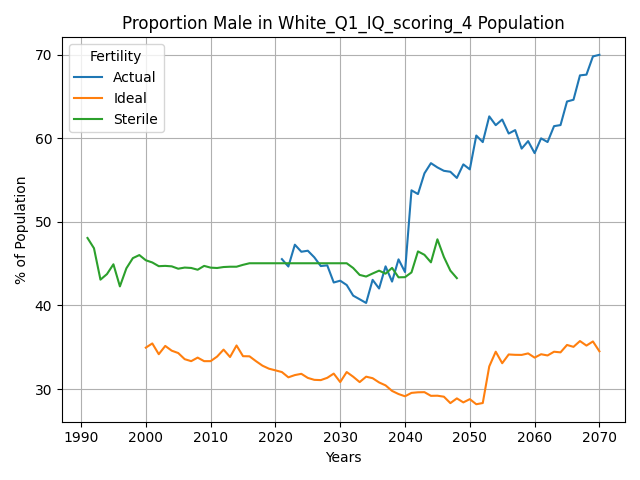 Proportion Male in White_Q1_IQ_scoring_4 Population
Fertility
Actual
Ideal
Sterile
% of Population
70
60
50
40
30
1990 2000 2010 2020 2030 2040 2050 2060 2070
Years